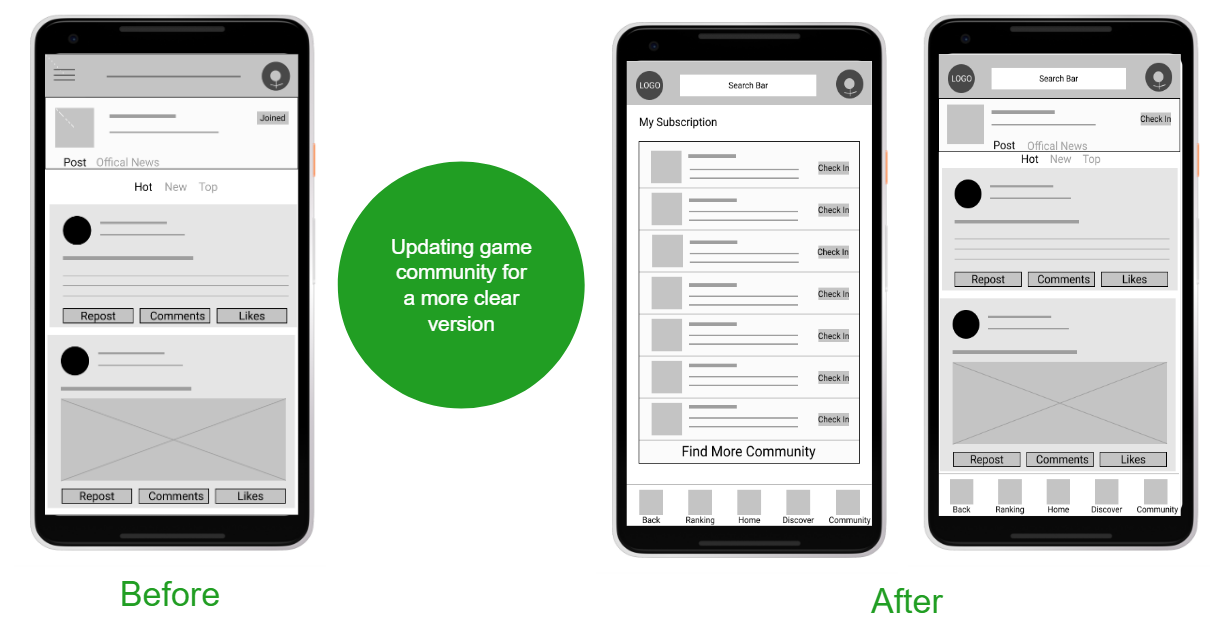 Joined
Post Offical News
Hot New Top
Repost Comments Likes
Repost Comments Likes
Before
Updating game
community for
a more clear
version
LOGO Search Bar
My Subscription
Check In
Check In
Check In
Check In
Check In
Check In
Check In
Find More Community
Back Ranking Home Discover Community
LOGO Search Bar
Check In
Post Offical News
Hot New Top
Repost Comments Likes
Repost Comments Likes
Back Ranking Home Discover Community
After